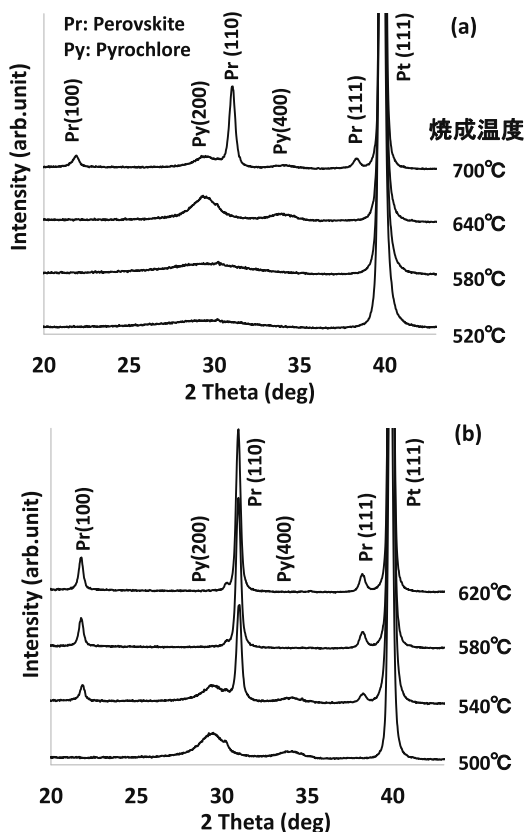 Pr: Perovskite
Py: Pyrochlore
(a)
Pr(100)
Py(200)
Pr (110)
Py(400)
Pr (111)
Pt (111)
焼成温度
700℃
640℃
580℃
520℃
Intensity (arb.unit)
20 25 30 35 40
2 Theta (deg)
(b)
Pr(100)
Py(200)
Pr (110)
Py(400)
Pr (111)
Pt (111)
620℃
580℃
540℃
500℃
Intensity (arb.unit)
20 25 30 35 40
2 Theta (deg)